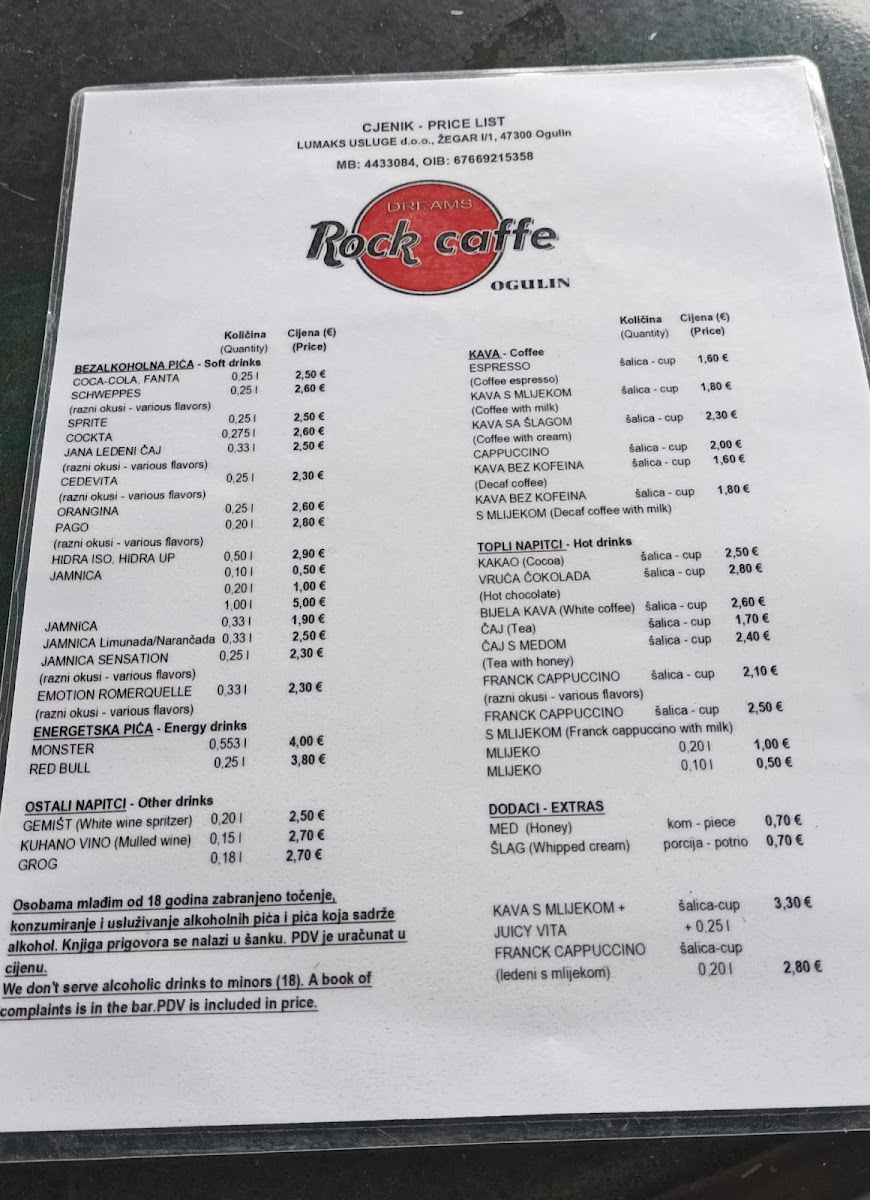 CJENIK - PRICE LIST
LUMAKS USLUGE d.o.o., ŽEGAR I/1, 47300 Ogulin
MB: 4433084, OIB: 67669215358
DREAMS
Rock caffe
OGULIN
Količina Cijena (€)
(Quantity) (Price)
BEZALKOHOLNA PIĆA - Soft drinks
COCA-COLA, FANTA 0,25 l 2,50 €
SCHWEPPES 0,25 l 2,60 €
(razni okusi - various flavors)
SPRITE 0,25 l 2,50 €
COCKTA 0,275 l 2,60 €
JANA LEDENI ČAJ 0,33 l 2,50 €
(razni okusi - various flavors)
CEDEVITA 0,25 l 2,30 €
(razni okusi - various flavors)
ORANGINA 0,25 l 2,60 €
PAGO 0,20 l 2,80 €
(razni okusi - various flavors)
HIDRA ISO, HIDRA UP 0,50 l 2,90 €
JAMNICA 0,10 l 0,50 €
0,20 l 1,00 €
1,00 l 5,00 €
JAMNICA 0,33 l 1,90 €
JAMNICA Limunada/Narančada 0,33 l 2,50 €
JAMNICA SENSATION 0,25 l 2,30 €
(razni okusi - various flavors)
EMOTION ROMERQUELLE 0,33 l 2,30 €
(razni okusi - various flavors)
ENERGETSKA PIĆA - Energy drinks
MONSTER 0,553 l 4,00 €
RED BULL 0,25 l 3,80 €
OSTALI NAPITCI - Other drinks
GEMIŠT (White wine spritzer) 0,20 l 2,50 €
KUHANO VINO (Mulled wine) 0,15 l 2,70 €
GROG 0,18 l 2,70 €
Osobama mlađim od 18 godina zabranjeno točenje,
konzumiranje i usluživanje alkoholnih pića i pića koja sadrže
alkohol. Knjiga prigovora se nalazi u šanku. PDV je uračunat u
cijenu.
We don't serve alcoholic drinks to minors (18). A book of
complaints is in the bar.PDV is included in price.
Količina Cijena (€)
(Quantity) (Price)
KAVA - Coffee
ESPRESSO šalica - cup 1,60 €
(Coffee espresso)
KAVA S MLIJEKOM šalica - cup 1,80 €
(Coffee with milk)
KAVA SA ŠLAGOM šalica - cup 2,30 €
(Coffee with cream)
CAPPUCCINO šalica - cup 2,00 €
KAVA BEZ KOFEINA šalica - cup 1,60 €
(Decaf coffee)
KAVA BEZ KOFEINA šalica - cup 1,80 €
S MLIJEKOM (Decaf coffee with milk)
TOPLI NAPITCI - Hot drinks
KAKAO (Cocoa) šalica - cup 2,50 €
VRUĆA ČOKOLADA šalica - cup 2,80 €
(Hot chocolate)
BIJELA KAVA (White coffee) šalica - cup 2,60 €
ČAJ (Tea) šalica - cup 1,70 €
ČAJ S MEDOM šalica - cup 2,40 €
(Tea with honey)
FRANCK CAPPUCCINO šalica - cup 2,10 €
(razni okusi - various flavors)
FRANCK CAPPUCCINO šalica - cup 2,50 €
S MLIJEKOM (Franck cappuccino with milk)
MLIJEKO 0,20 l 1,00 €
MLIJEKO 0,10 l 0,50 €
DODACI - EXTRAS
MED (Honey) kom - piece 0,70 €
ŠLAG (Whipped cream) porcija - potrio 0,70 €
KAVA S MLIJEKOM + šalica-cup 3,30 €
JUICY VITA + 0,25 l
FRANCK CAPPUCCINO šalica-cup
(ledeni s mlijekom) 0,20 l 2,80 €